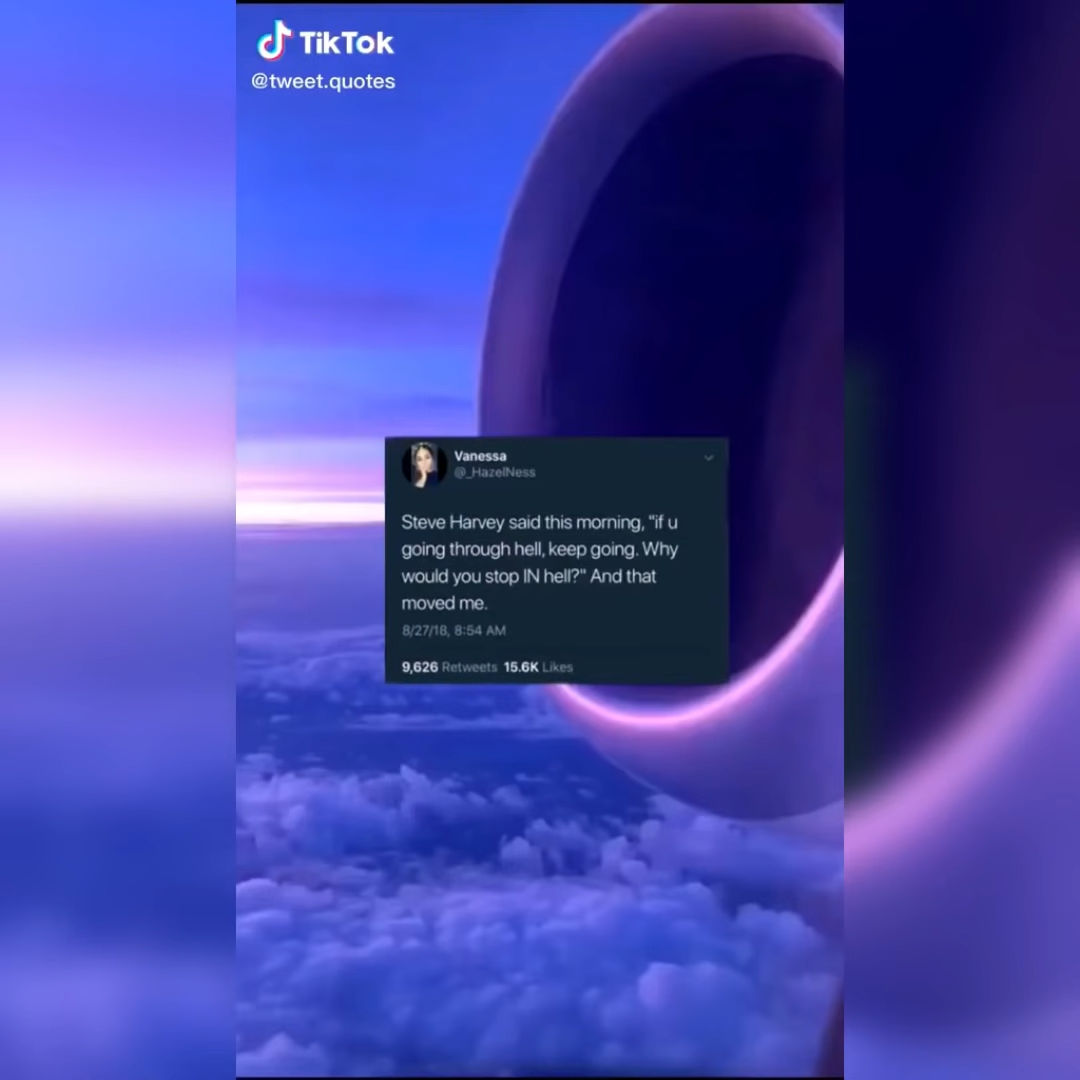 TikTok
@tweet.quotes
Vanessa
@_HazelNess
Steve Harvey said this morning, "if u
going through hell, keep going. Why
would you stop IN hell?" And that
moved me.
8/27/18, 8:54 AM
9,626 Retweets 15.6K Likes